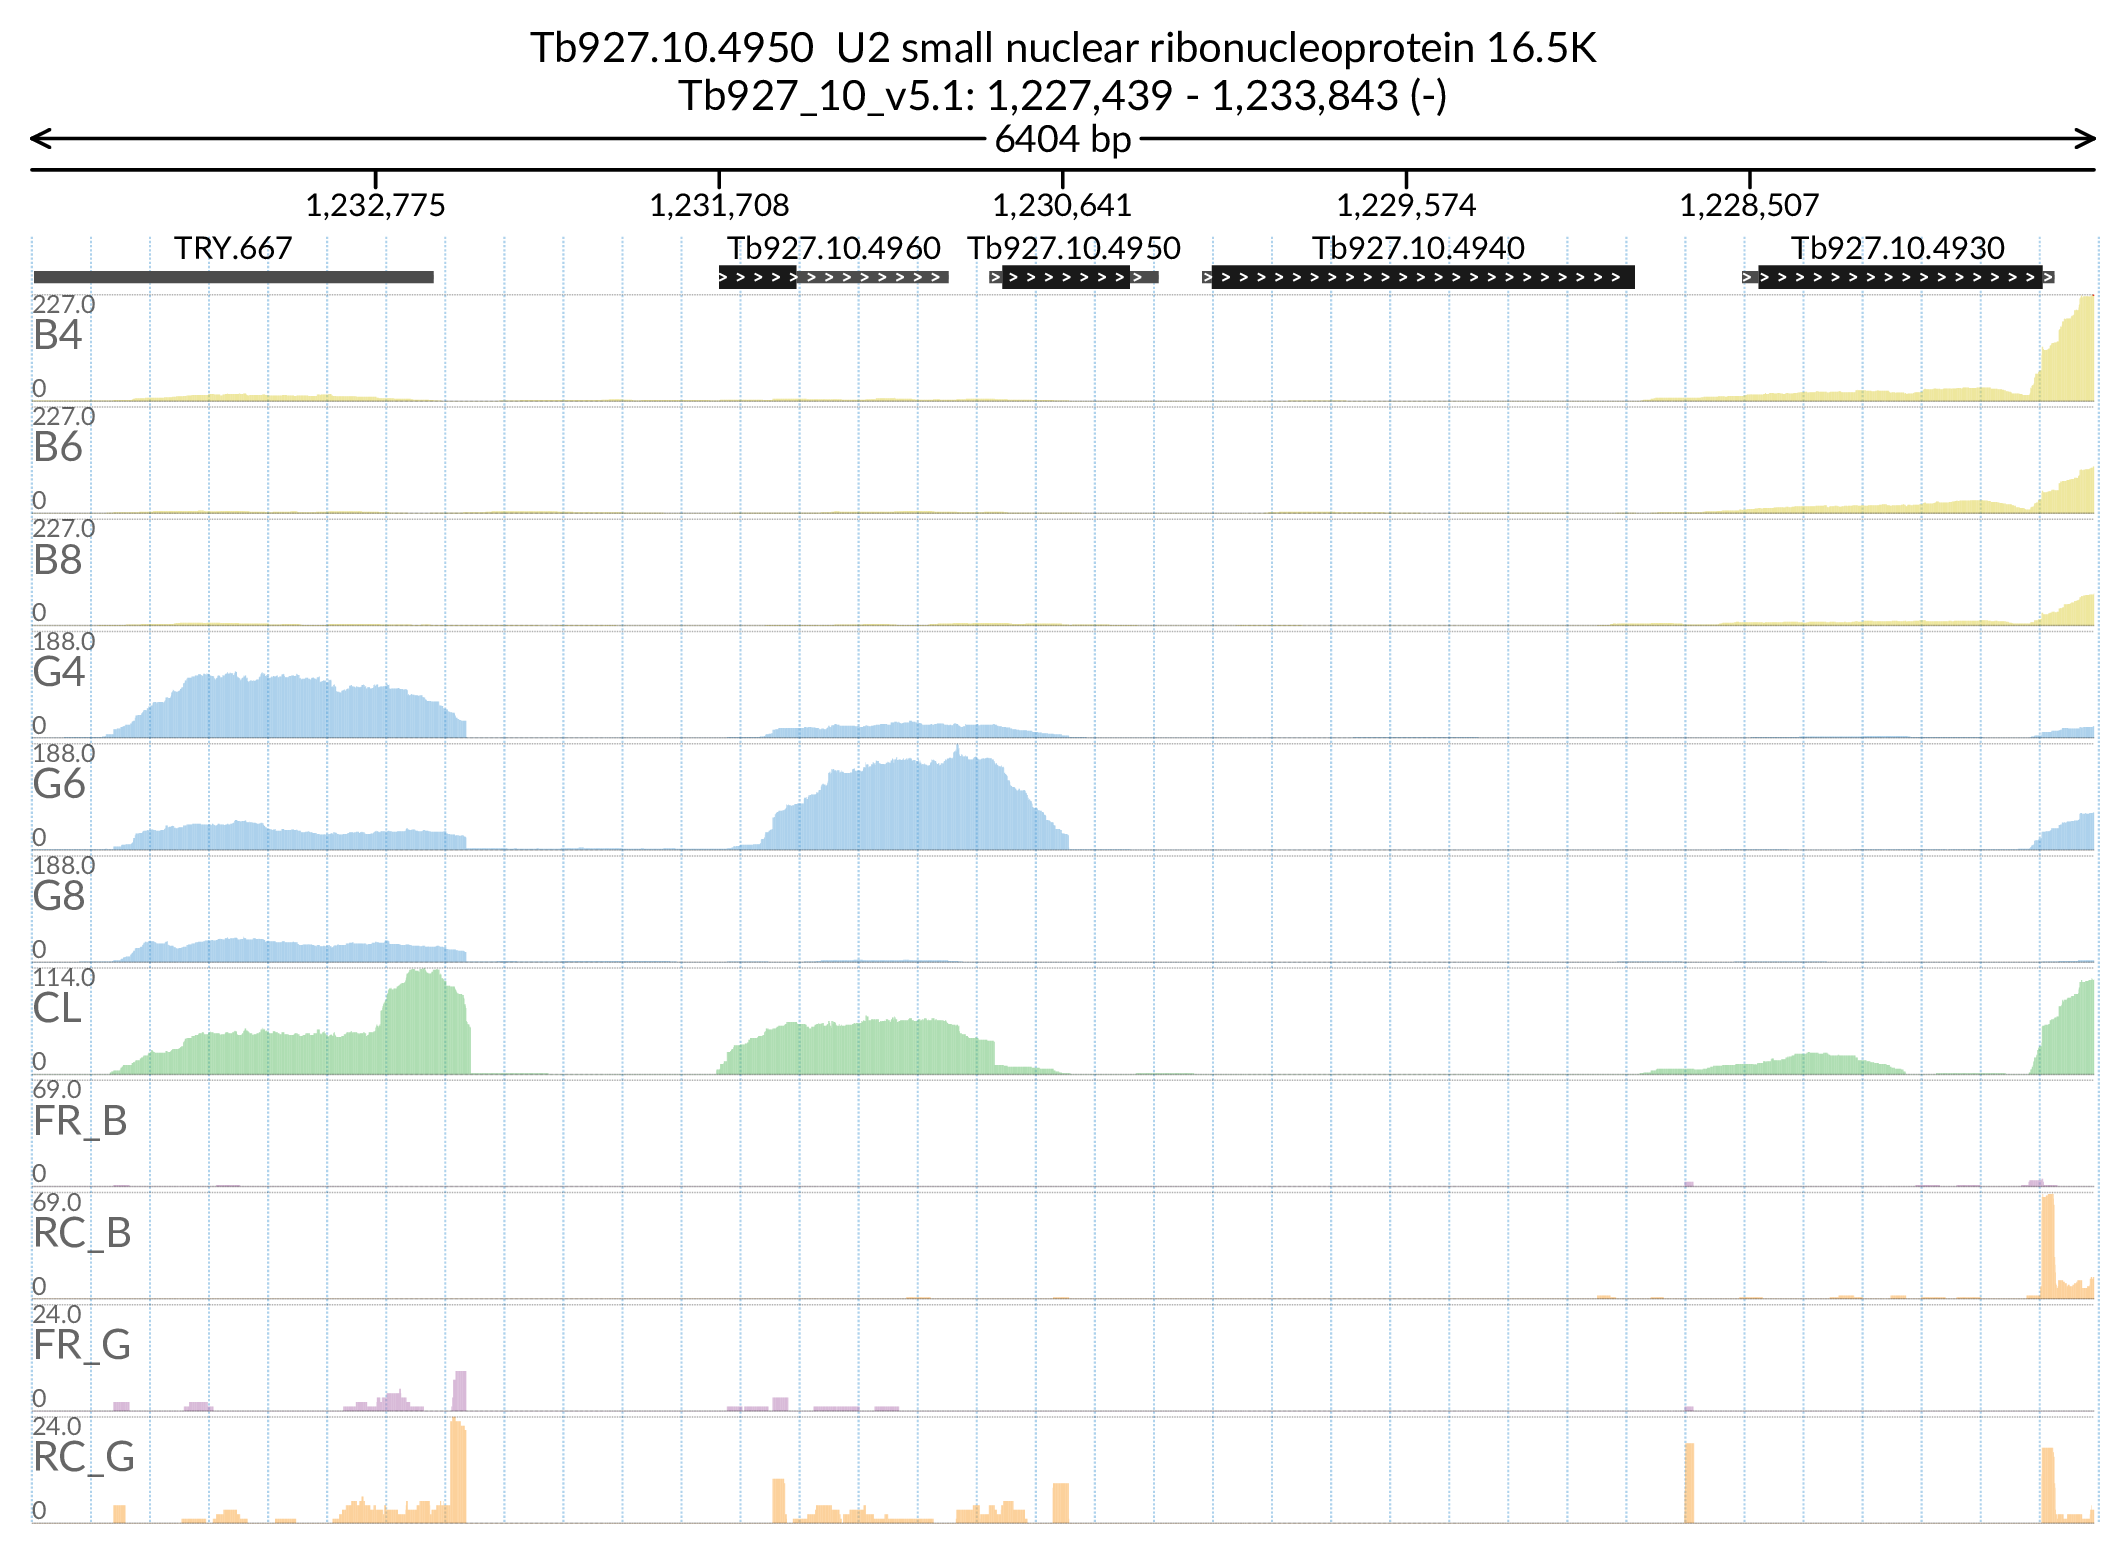 Tb927.10.4950  U2 small nuclear ribonucleoprotein 16.5K
Tb927_10_v5.1: 1,227,439 - 1,233,843 (-)
6404 bp
1,232,775 1,231,708 1,230,641 1,229,574 1,228,507
TRY.667 Tb927.10.4960 Tb927.10.4950 Tb927.10.4940 Tb927.10.4930
227.0
B4
0
227.0
B6
0
227.0
B8
0
188.0
G4
0
188.0
G6
0
188.0
G8
0
114.0
CL
0
69.0
FR_B
0
69.0
RC_B
0
24.0
FR_G
0
24.0
RC_G
0